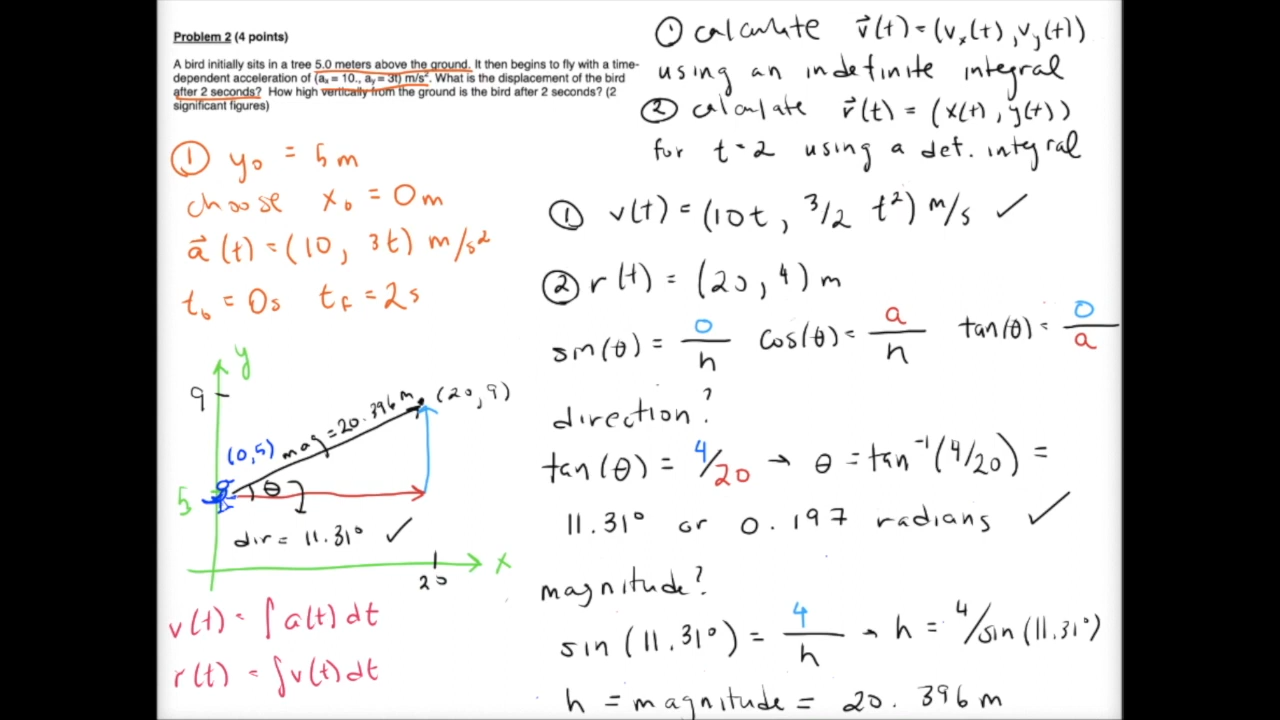 Problem 2 (4 points)
A bird initially sits in a tree 5.0 meters above the ground. It then begins to fly with a time-
dependent acceleration of (aₓ = 10., aᵧ = 3t) m/s². What is the displacement of the bird
after 2 seconds? How high vertically from the ground is the bird after 2 seconds? (2
significant figures)
① y₀ = 5m
choose x₀ = 0m
a⃗(t) = (10, 3t) m/s²
t₀ = 0s t_f = 2s
y
9
(20,9)
mag = 20.396 m
(0,5)
5
θ
dir = 11.31° ✓
x
20
v(t) = ∫ a(t) dt
r(t) = ∫ v(t) dt
① calculate v⃗(t) = (vₓ(t), vᵧ(t))
using an indefinite integral
② calculate r⃗(t) = (x(t), y(t))
for t = 2 using a def. integral
① v(t) = (10t, 3/2 t²) m/s ✓
② r(t) = (20, 4) m
sin(θ) = o/h cos(θ) = a/h tan(θ) = o/a
direction?
tan(θ) = 4/20 → θ = tan⁻¹(4/20) =
11.31° or 0.197 radians ✓
magnitude?
sin(11.31°) = 4/h → h = 4/sin(11.31°)
h = magnitude = 20.396 m